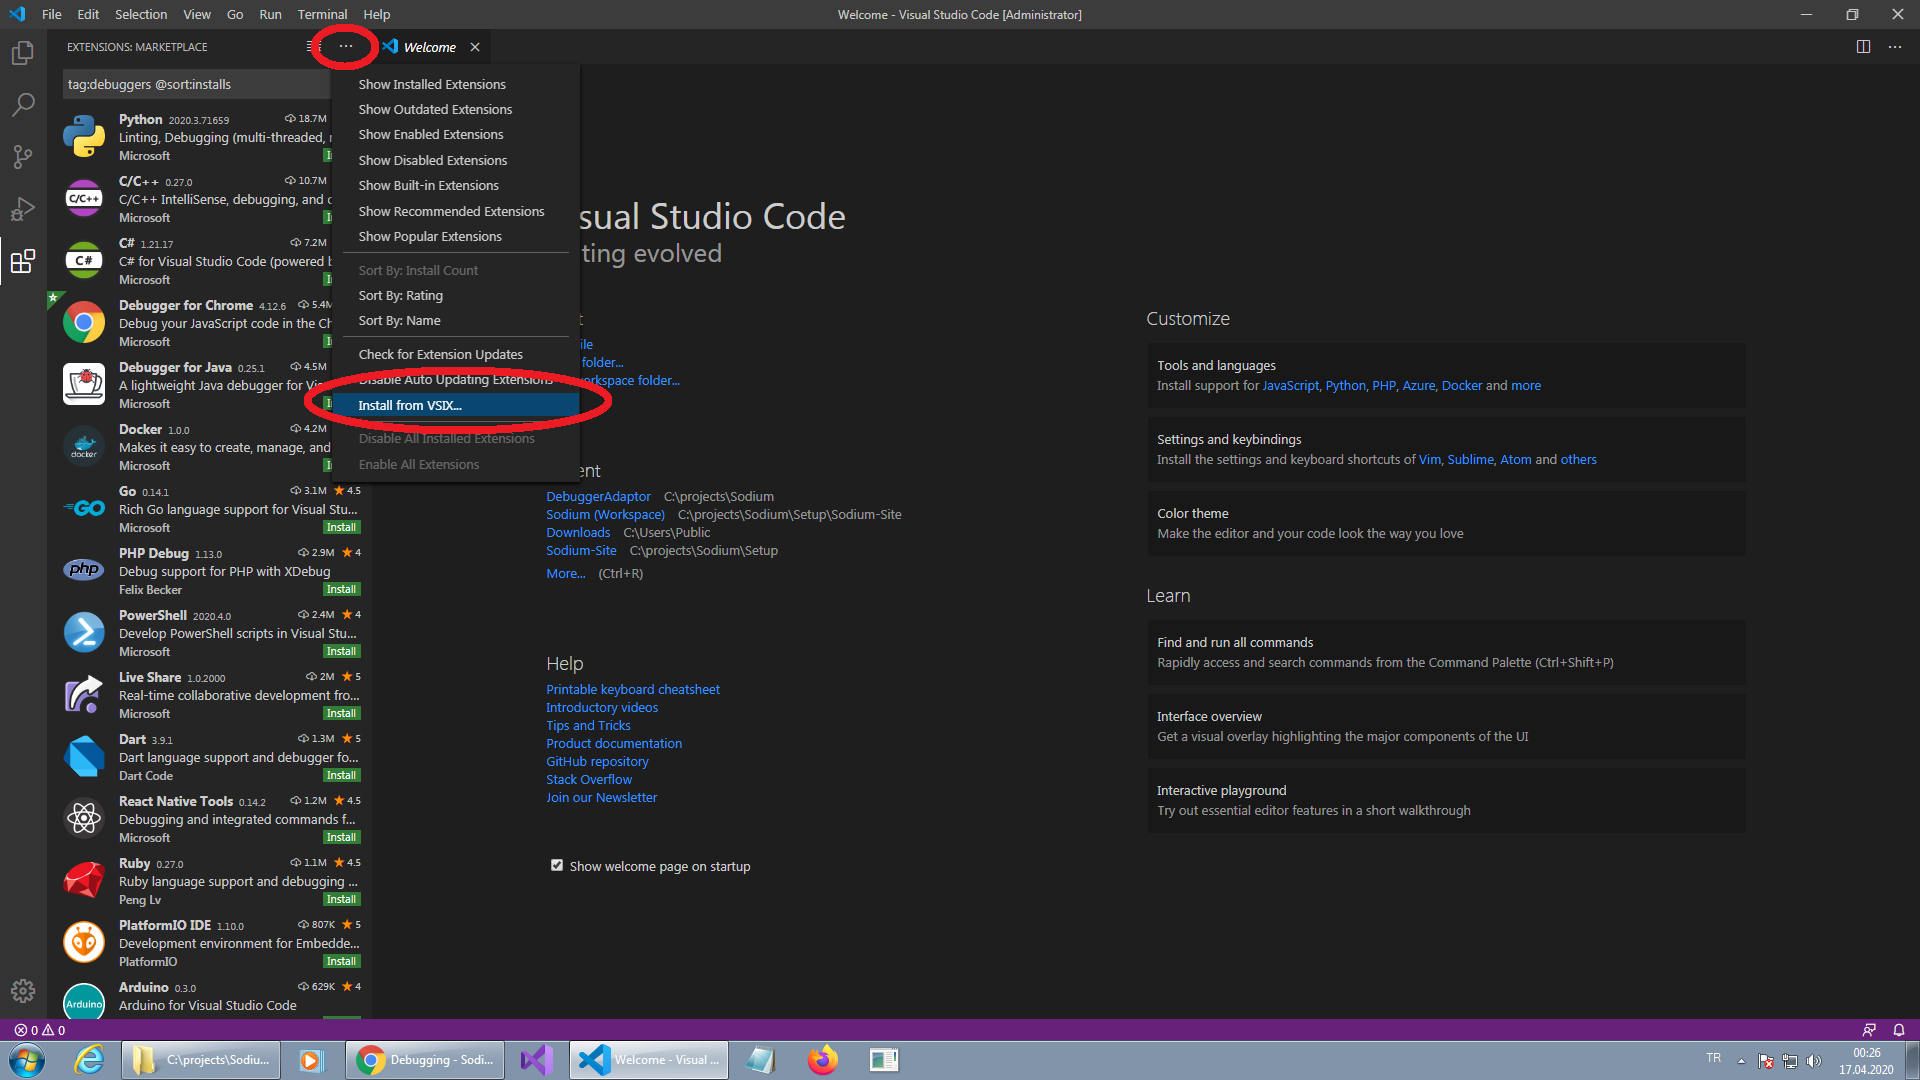 File Edit Selection View Go Run Terminal Help
Welcome - Visual Studio Code [Administrator]
EXTENSIONS: MARKETPLACE
Welcome
tag:debuggers @sort:installs
Python 2020.3.71659 18.7M
Linting, Debugging (multi-threaded,
Microsoft
C/C++
C/C++ 0.27.0 10.7M
C/C++ IntelliSense, debugging, and
Microsoft
C#
C# 1.21.17 7.2M
C# for Visual Studio Code (powered
Microsoft
Debugger for Chrome 4.12.6 5.4M
Debug your JavaScript code in the
Microsoft
Debugger for Java 0.25.1 4.5M
A lightweight Java debugger for
Microsoft
docker
Docker 1.0.0 4.2M
Makes it easy to create, manage, and
Microsoft
GO
Go 0.14.1 3.1M 4.5
Rich Go language support for Visual Stu...
Microsoft Install
php
PHP Debug 1.13.0 2.9M 4
Debug support for PHP with XDebug
Felix Becker Install
PowerShell 2020.4.0 2.4M 4
Develop PowerShell scripts in Visual Stu...
Microsoft Install
Live Share 1.0.2000 2M 5
Real-time collaborative development fro...
Microsoft Install
Dart 3.9.1 1.3M 5
Dart language support and debugger fo...
Dart Code Install
React Native Tools 0.14.2 1.2M 4.5
Debugging and integrated commands f...
Microsoft Install
Ruby 0.27.0 1.1M 4.5
Ruby language support and debugging ...
Peng Lv Install
PlatformIO IDE 1.10.0 807K 5
Development environment for Embedde...
PlatformIO Install
Arduino
Arduino 0.3.0 629K 4
Arduino for Visual Studio Code
Show Installed Extensions
Show Outdated Extensions
Show Enabled Extensions
Show Disabled Extensions
Show Built-in Extensions
Show Recommended Extensions
Show Popular Extensions
Sort By: Install Count
Sort By: Rating
Sort By: Name
Check for Extension Updates
Disable Auto Updating Extensions
Install from VSIX...
Disable All Installed Extensions
Enable All Extensions
sual Studio Code
ting evolved
t
ile
folder...
kspace folder...
ent
DebuggerAdaptor C:\projects\Sodium
Sodium (Workspace) C:\projects\Sodium\Setup\Sodium-Site
Downloads C:\Users\Public
Sodium-Site C:\projects\Sodium\Setup
More... (Ctrl+R)
Help
Printable keyboard cheatsheet
Introductory videos
Tips and Tricks
Product documentation
GitHub repository
Stack Overflow
Join our Newsletter
Show welcome page on startup
Customize
Tools and languages
Install support for JavaScript, Python, PHP, Azure, Docker and more
Settings and keybindings
Install the settings and keyboard shortcuts of Vim, Sublime, Atom and others
Color theme
Make the editor and your code look the way you love
Learn
Find and run all commands
Rapidly access and search commands from the Command Palette (Ctrl+Shift+P)
Interface overview
Get a visual overlay highlighting the major components of the UI
Interactive playground
Try out essential editor features in a short walkthrough
0 0
C:\projects\Sodiu...
Debugging - Sodi...
Welcome - Visual ...
TR
00:26
17.04.2020